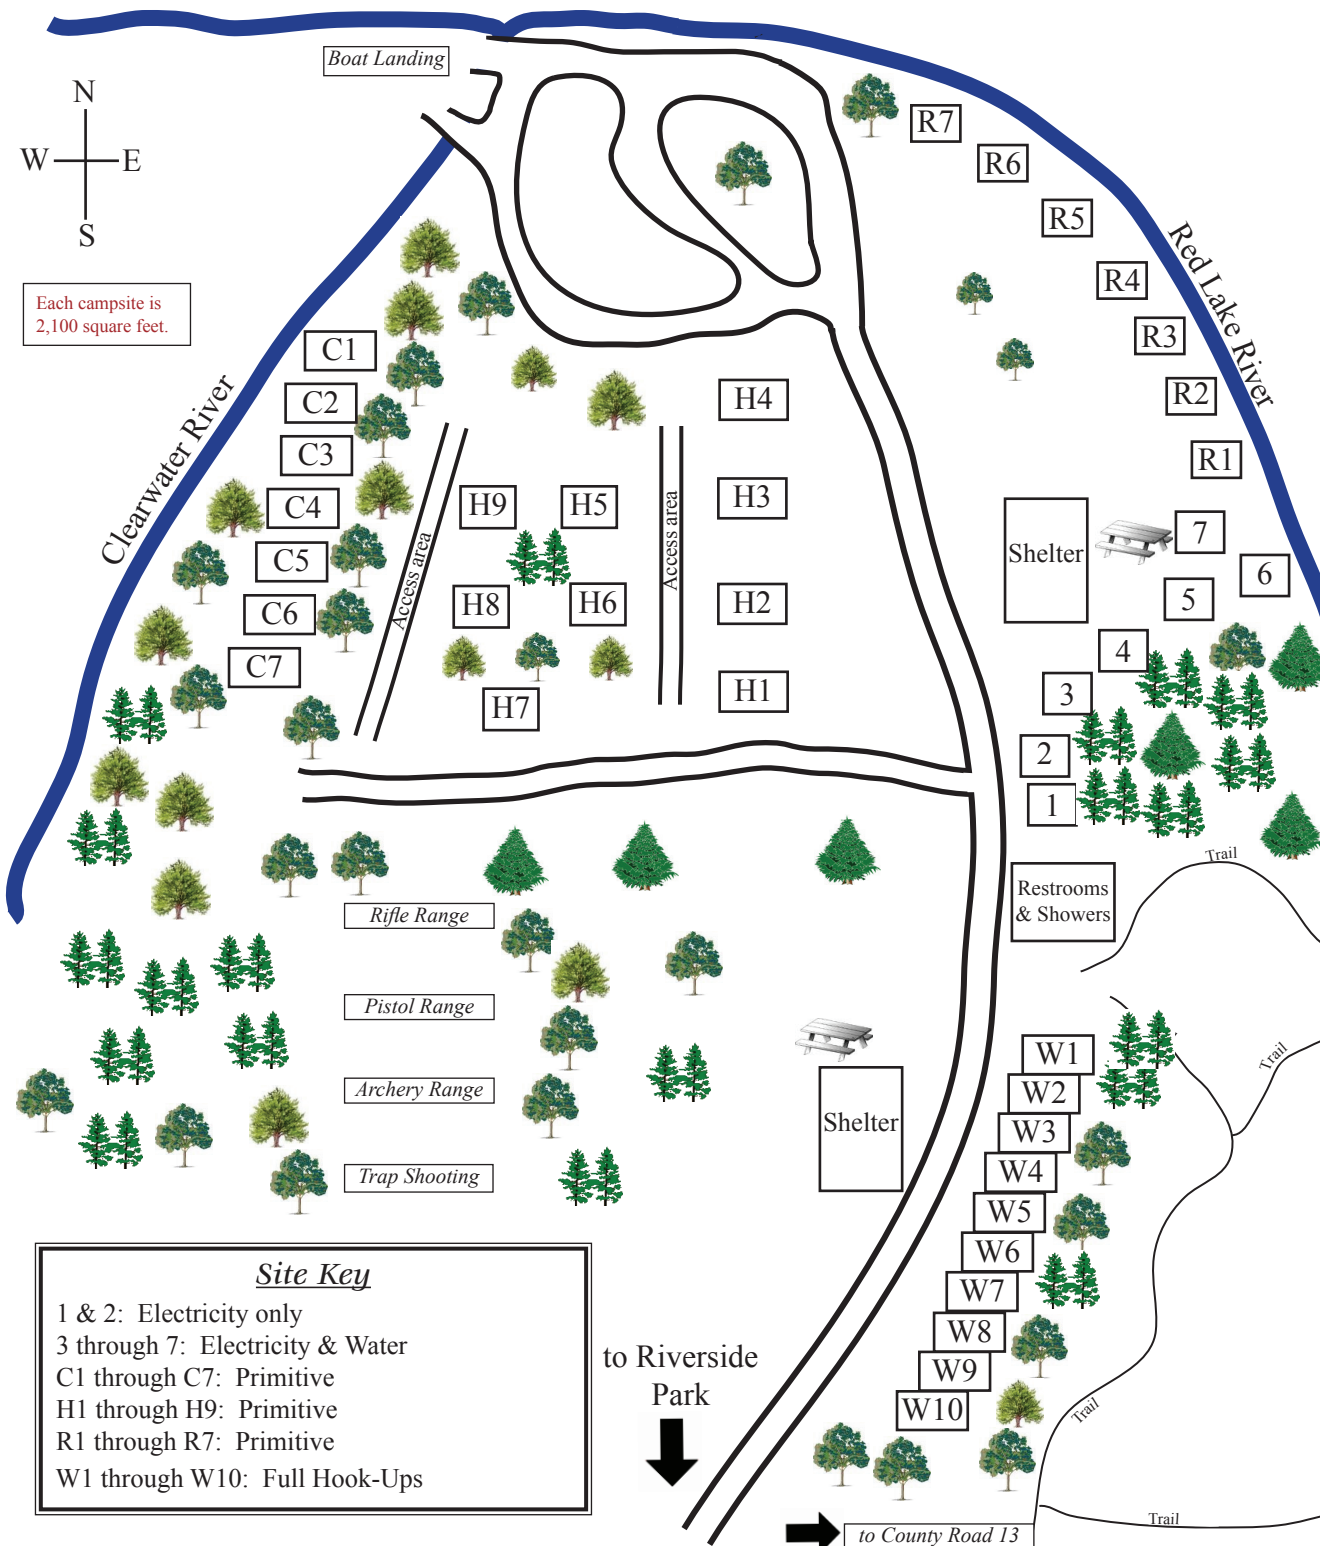 Boat Landing
N
W E
S
Each campsite is
2,100 square feet.
Clearwater River
Red Lake River
R7
R6
R5
R4
R3
R2
R1
C1
C2
C3
C4
C5
C6
C7
H4
H3
H2
H1
H9
H5
H8
H6
H7
Access area
Access area
Shelter
7
6
5
4
3
2
1
Restrooms
& Showers
Trail
Trail
Trail
Trail
Rifle Range
Pistol Range
Archery Range
Trap Shooting
Shelter
W1
W2
W3
W4
W5
W6
W7
W8
W9
W10
Site Key
1 & 2: Electricity only
3 through 7: Electricity & Water
C1 through C7: Primitive
H1 through H9: Primitive
R1 through R7: Primitive
W1 through W10: Full Hook-Ups
to Riverside
Park
to County Road 13